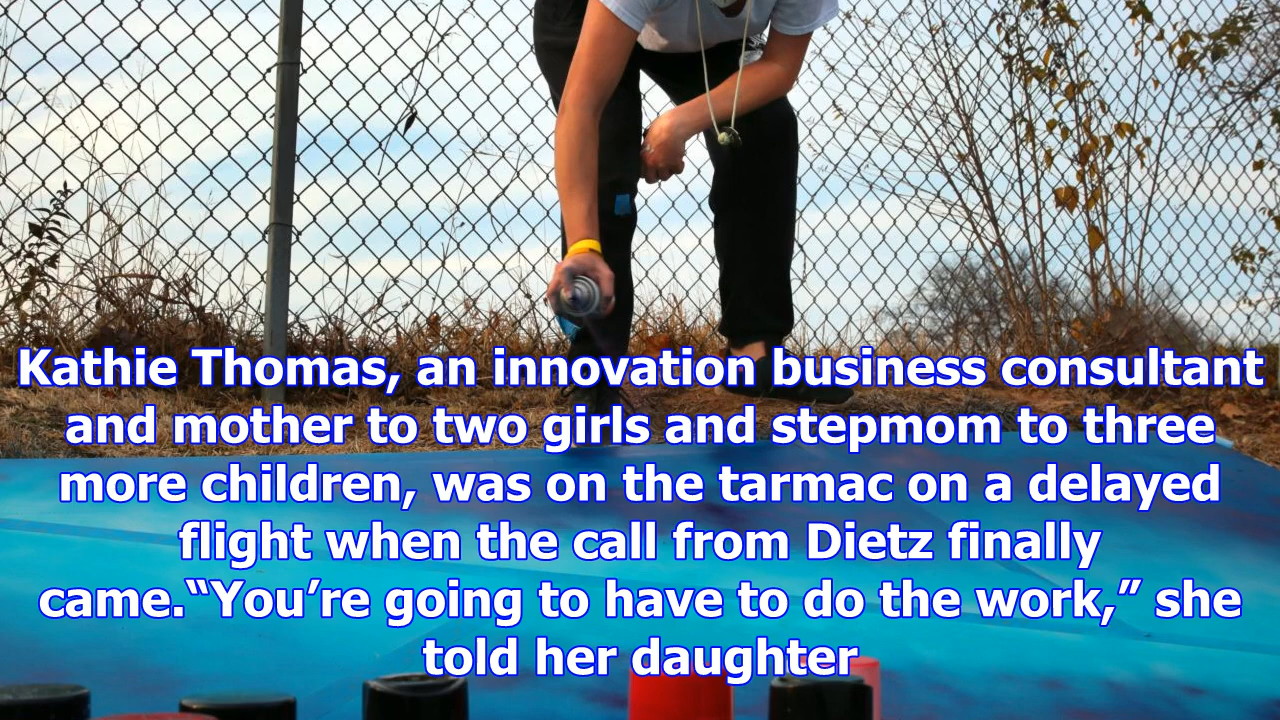 Kathie Thomas, an innovation business consultant
and mother to two girls and stepmom to three
more children, was on the tarmac on a delayed
flight when the call from Dietz finally
came.“You’re going to have to do the work,” she
told her daughter